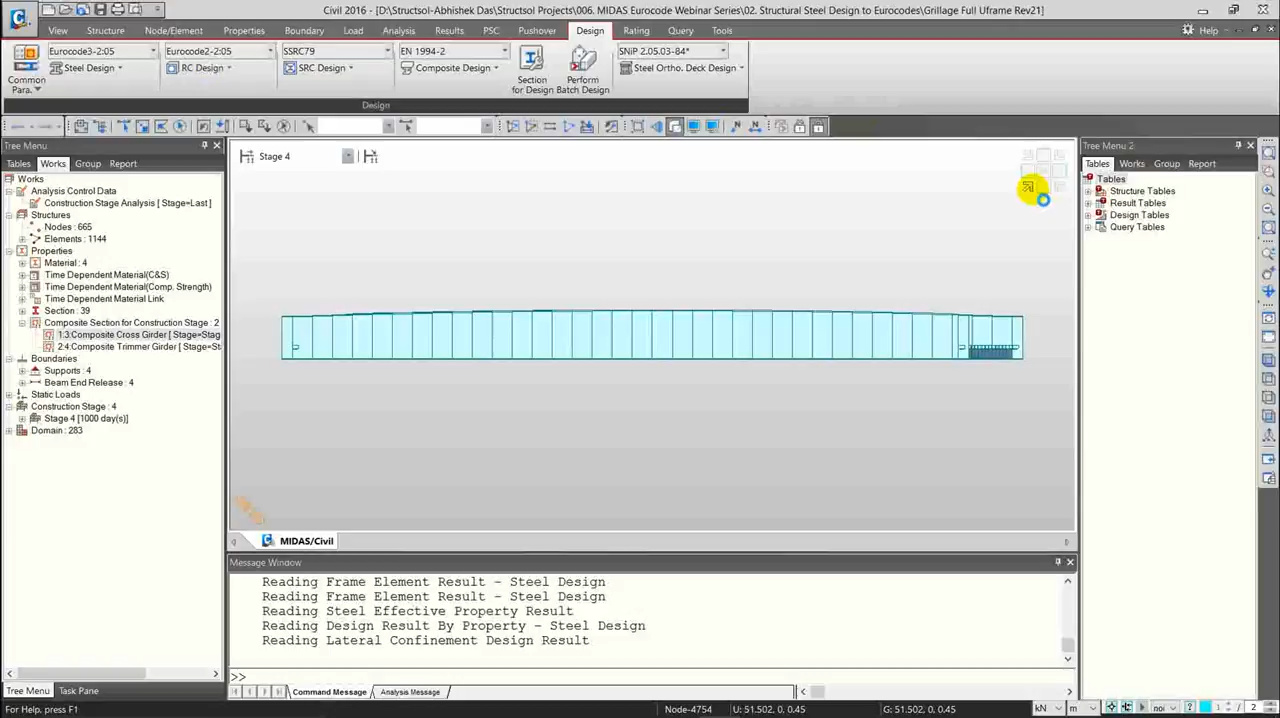 Civil 2016 - [D:\Structsol-Abhishek Das\Structsol Projects\006. MIDAS Eurocode Webinar Series\02. Structural Steel Design to Eurocodes\Grillage Full Uframe Rev21]
View Structure Node/Element Properties Boundary Load Analysis Results PSC Pushover Design Rating Query Tools Help
Eurocode3-2:05 Eurocode2-2:05 SSRC79 EN 1994-2 SNiP 2.05.03-84*
Common Para. Steel Design RC Design SRC Design Composite Design Section for Design Perform Batch Design Steel Ortho. Deck Design
Design
Tree Menu
Tables Works Group Report
Works
Analysis Control Data
Construction Stage Analysis [ Stage=Last ]
Structures
Nodes : 665
Elements : 1144
Properties
Material : 4
Time Dependent Material(C&S)
Time Dependent Material(Comp. Strength)
Time Dependent Material Link
Section : 39
Composite Section for Construction Stage : 2
1:3:Composite Cross Girder [ Stage=Stag
2:4:Composite Trimmer Girder [ Stage=St
Boundaries
Supports : 4
Beam End Release : 4
Static Loads
Construction Stage : 4
Stage 4 [1000 day(s)]
Domain : 283
Tree Menu Task Pane
Stage 4
MIDAS/Civil
Message Window
Reading Frame Element Result - Steel Design
Reading Frame Element Result - Steel Design
Reading Steel Effective Property Result
Reading Design Result By Property - Steel Design
Reading Lateral Confinement Design Result
>>
Command Message Analysis Message
Tree Menu 2
Tables Works Group Report
Tables
Structure Tables
Result Tables
Design Tables
Query Tables
For Help, press F1
Node-4754 U: 51.502, 0, 0.45 G: 51.502, 0, 0.45 kN m non 1 / 2